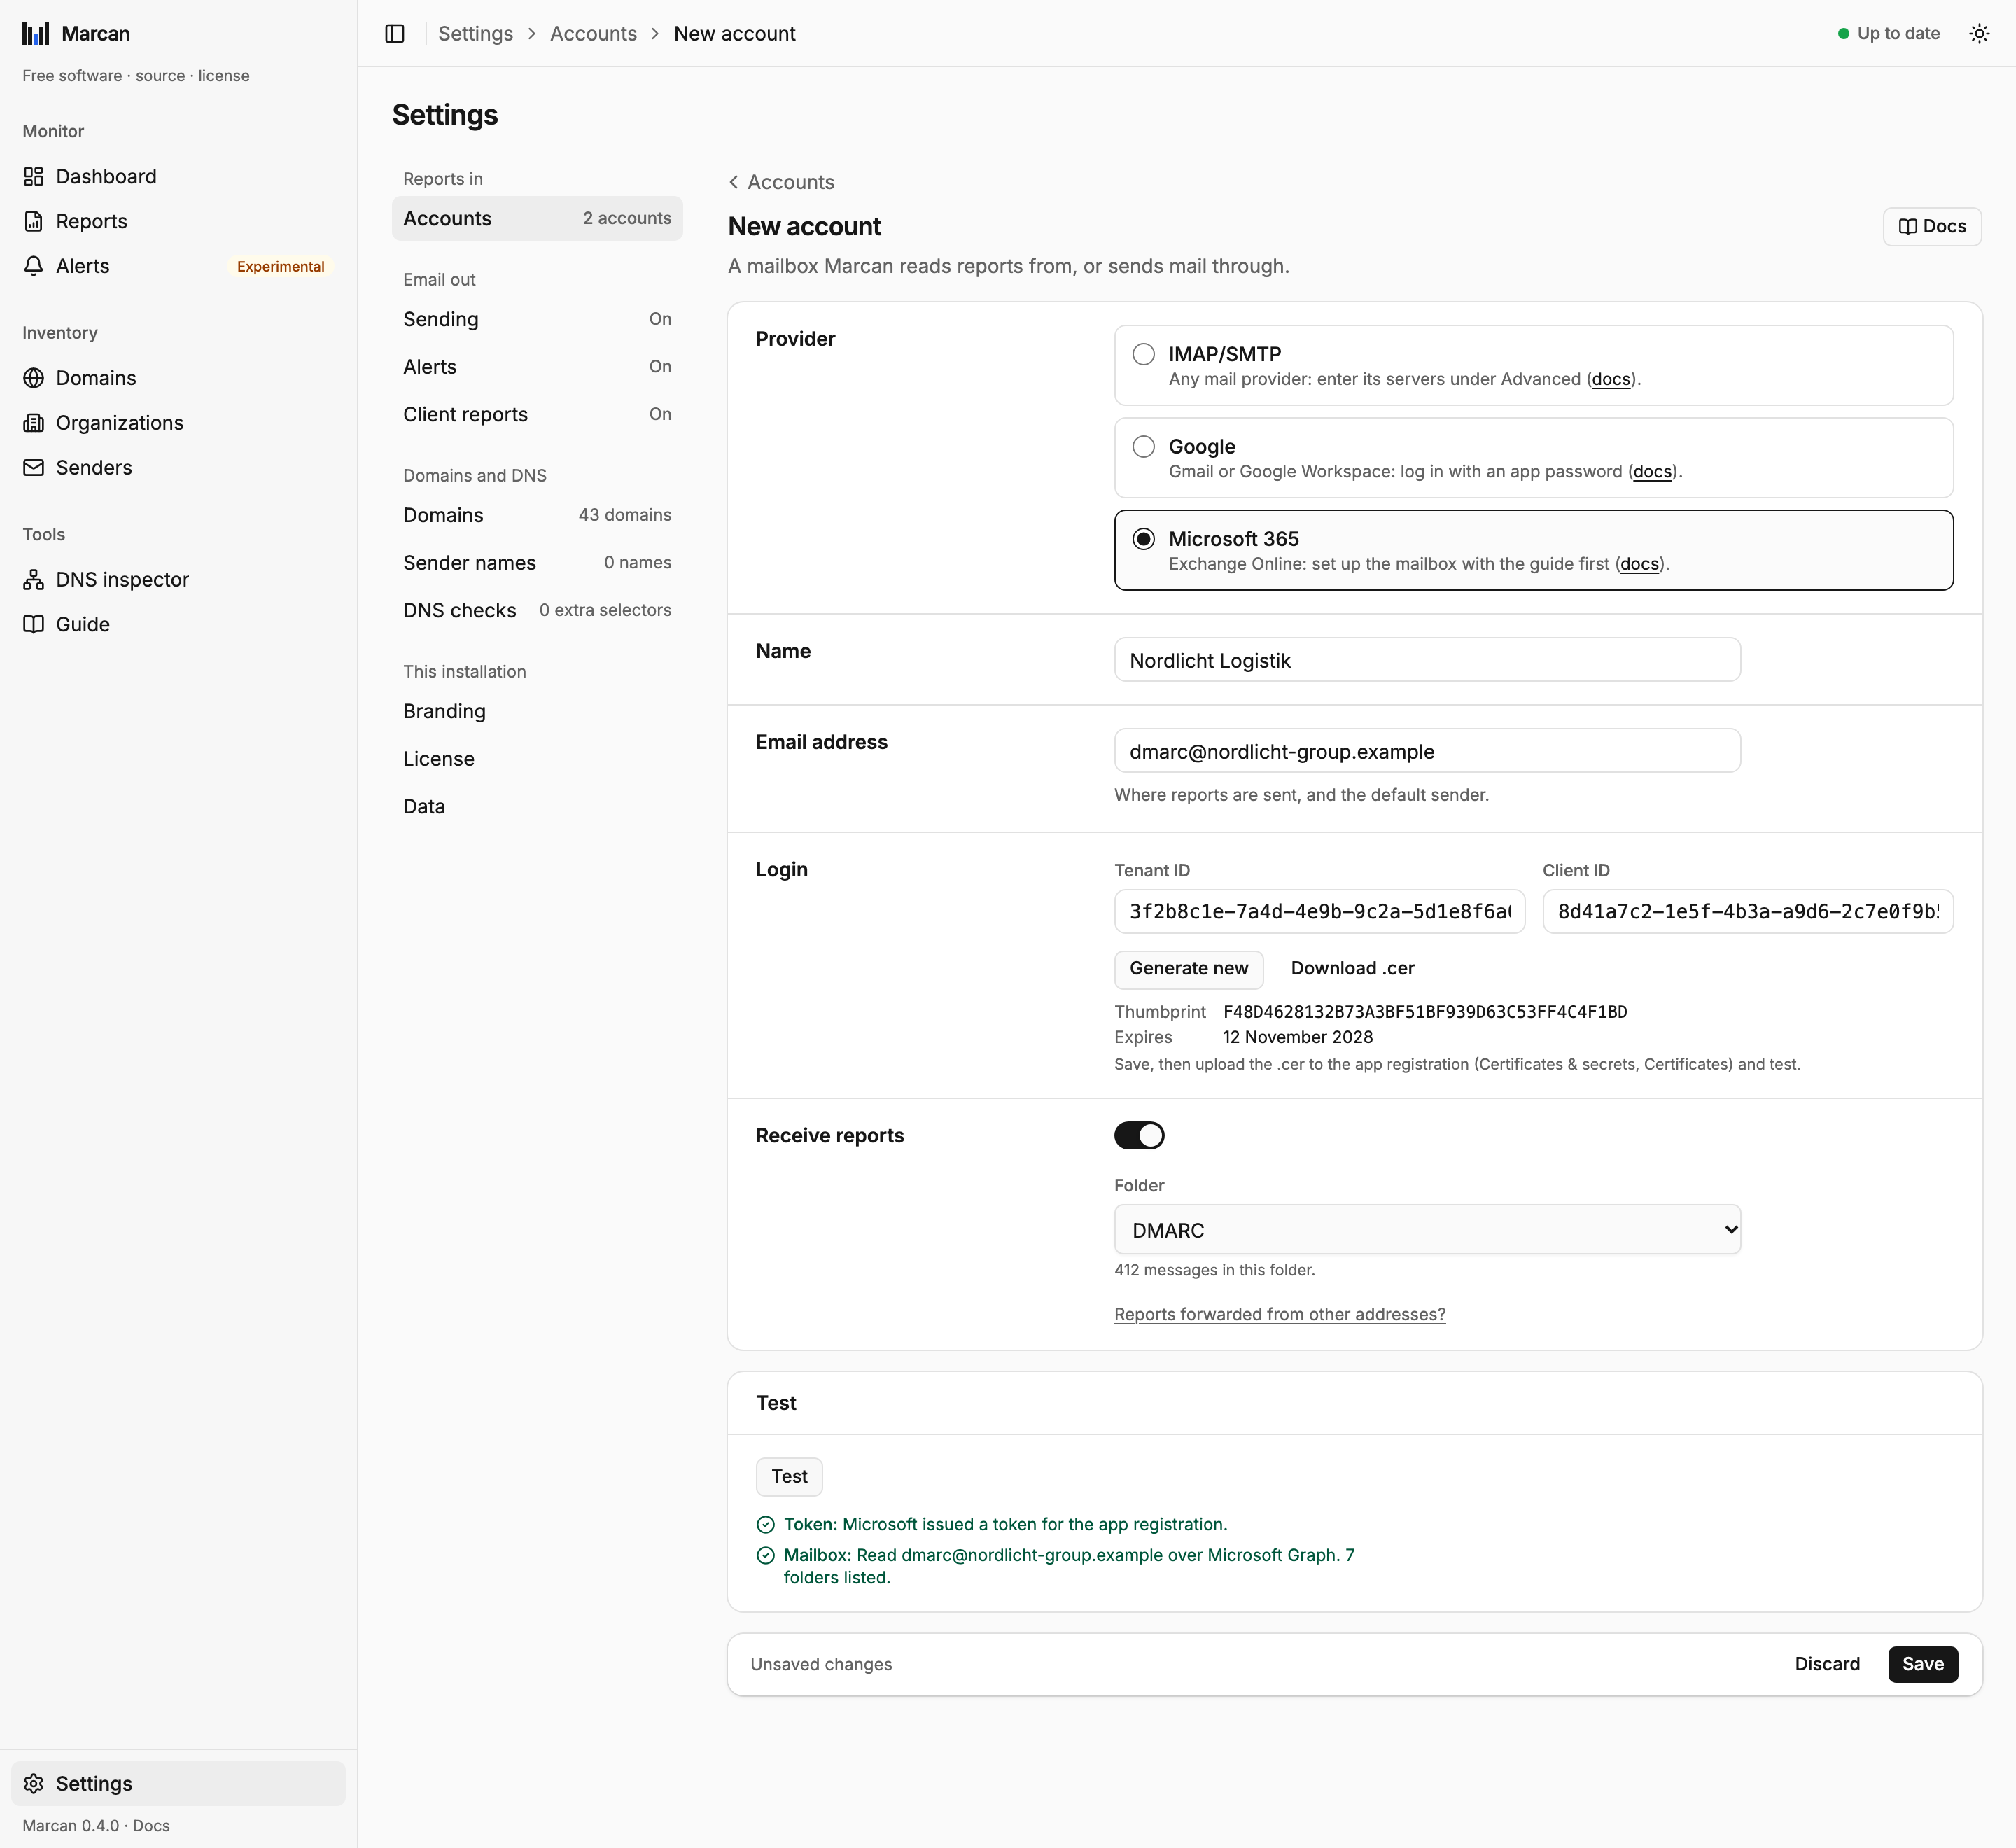 Marcan
Free software · source · license
Monitor
Dashboard
Reports
Alerts
Experimental
Inventory
Domains
Organizations
Senders
Tools
DNS inspector
Guide
Settings
Marcan 0.4.0 · Docs
Settings
Accounts
New account
Up to date
Settings
Reports in
Accounts
2 accounts
Email out
Sending
On
Alerts
On
Client reports
On
Domains and DNS
Domains
43 domains
Sender names
0 names
DNS checks
0 extra selectors
This installation
Branding
License
Data
Accounts
New account
Docs
A mailbox Marcan reads reports from, or sends mail through.
Provider
IMAP/SMTP
Any mail provider: enter its servers under Advanced (docs).
Google
Gmail or Google Workspace: log in with an app password (docs).
Microsoft 365
Exchange Online: set up the mailbox with the guide first (docs).
Name
Nordlicht Logistik
Email address
dmarc@nordlicht-group.example
Where reports are sent, and the default sender.
Login
Tenant ID
Client ID
3f2b8c1e-7a4d-4e9b-9c2a-5d1e8f6a
8d41a7c2-1e5f-4b3a-a9d6-2c7e0f9b
Generate new
Download .cer
Thumbprint F48D4628132B73A3BF51BF939D63C53FF4C4F1BD
Expires 12 November 2028
Save, then upload the .cer to the app registration (Certificates & secrets, Certificates) and test.
Receive reports
Folder
DMARC
412 messages in this folder.
Reports forwarded from other addresses?
Test
Test
Token: Microsoft issued a token for the app registration.
Mailbox: Read dmarc@nordlicht-group.example over Microsoft Graph. 7
folders listed.
Unsaved changes
Discard
Save